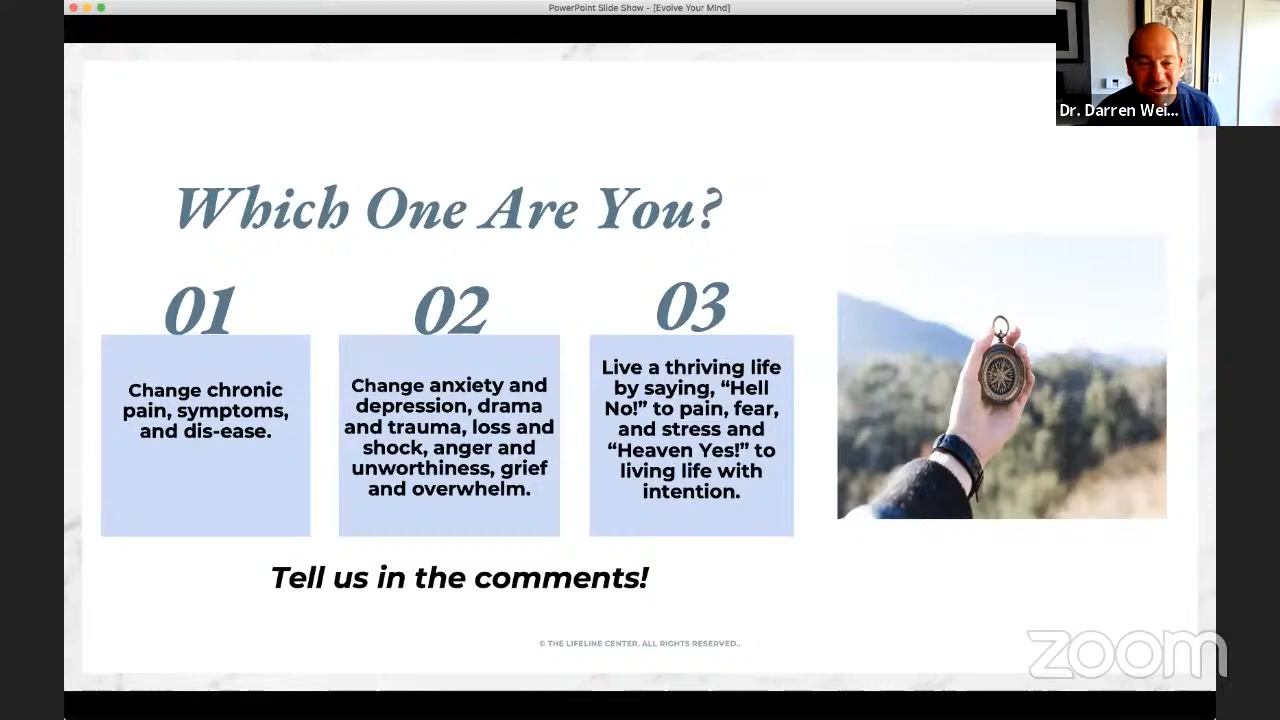 PowerPoint Slide Show - [Evolve Your Mind]
Dr. Darren Wei...
Which One Are You?
01
Change chronic
pain, symptoms,
and dis-ease.
02
Change anxiety and
depression, drama
and trauma, loss and
shock, anger and
unworthiness, grief
and overwhelm.
03
Live a thriving life
by saying, “Hell
No!” to pain, fear,
and stress and
“Heaven Yes!” to
living life with
intention.
Tell us in the comments!
© THE LIFELINE CENTER. ALL RIGHTS RESERVED..
zoom